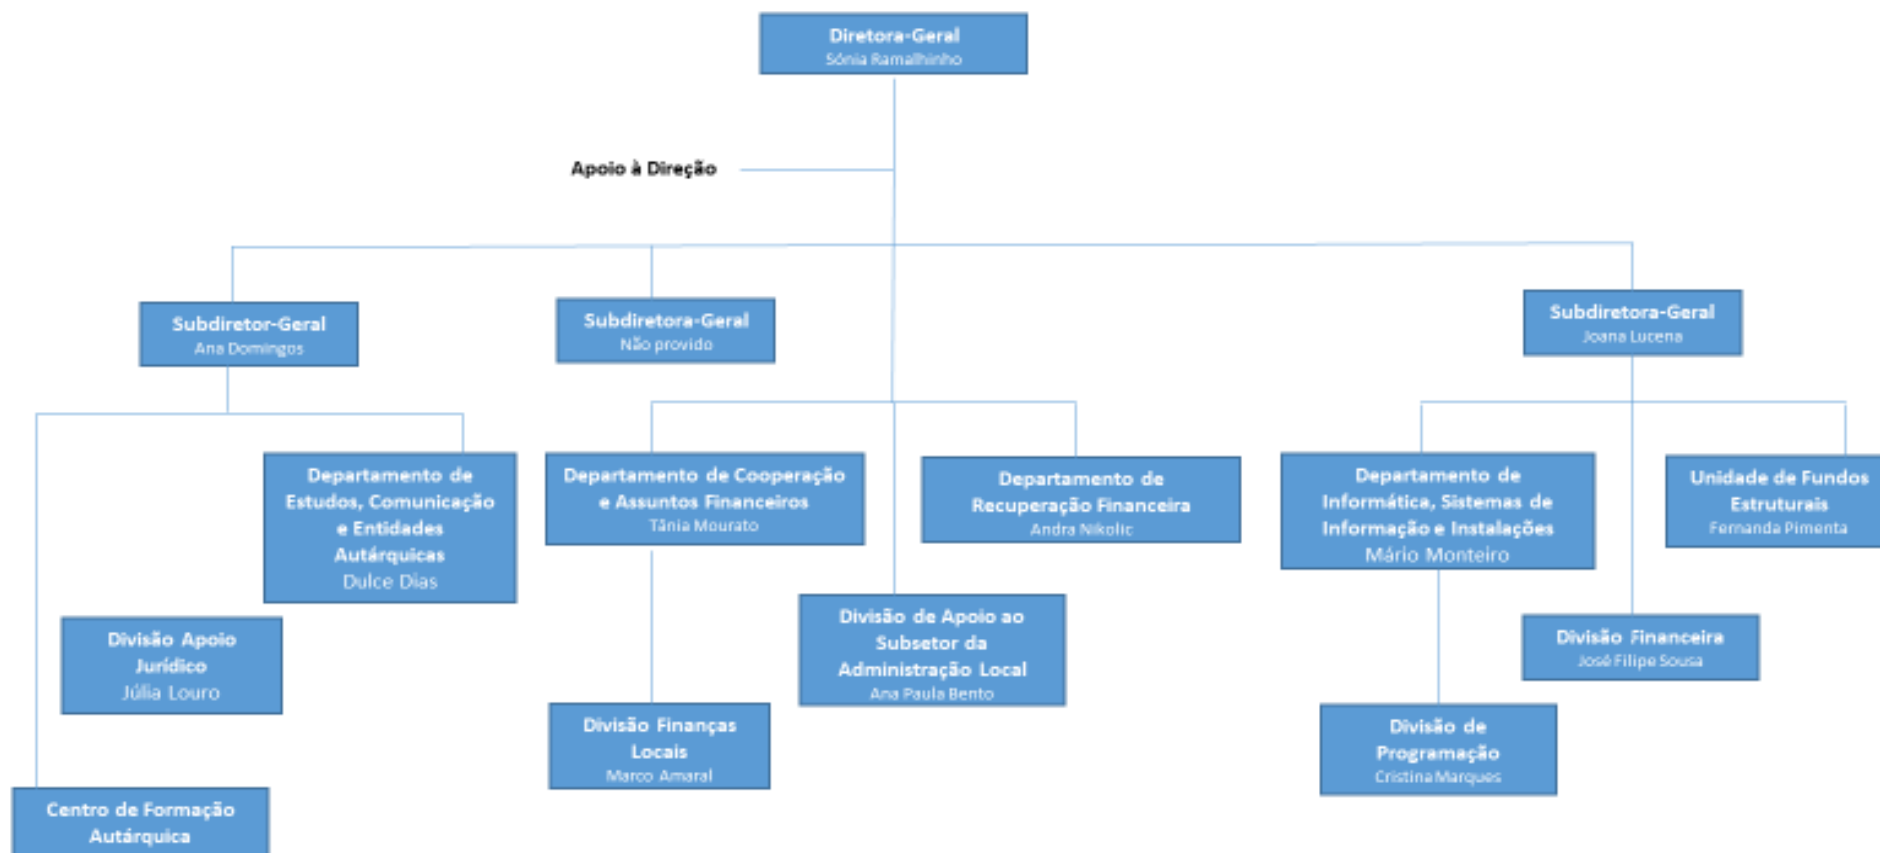 Diretora-Geral
Sónia Ramalhinho
Apoio à Direção
Subdiretor-Geral
Ana Domingos
Subdiretora-Geral
Não provido
Subdiretora-Geral
Joana Lucena
Departamento de
Estudos, Comunicação
e Entidades
Autárquicas
Dulce Dias
Departamento de Cooperação
e Assuntos Financeiros
Tânia Mourato
Departamento de
Recuperação Financeira
Andra Nikolic
Departamento de
Informática, Sistemas de
Informação e Instalações
Mário Monteiro
Unidade de Fundos
Estruturais
Fernanda Pimenta
Divisão Apoio
Jurídico
Júlia Louro
Divisão de Apoio ao
Subsetor da
Administração Local
Ana Paula Bento
Divisão Financeira
José Filipe Sousa
Divisão Finanças
Locais
Marco Amaral
Divisão de
Programação
Cristina Marques
Centro de Formação
Autárquica